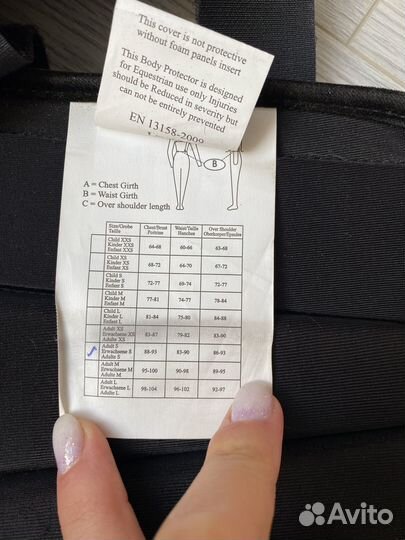 This cover is not protective
without foam panels insert
This Body Protector is designed
for Equestrian use only Injuries
should be Reduced in severity but
can not be entirely prevented
EN 13158-2009
B
A = Chest Girth
B = Waist Girth
C = Over shoulder length
Size/Grobe Chest/Brust Waist/Taille Over Shoulder
Taille Poitrine Hanches Oberkorper/Epaules
Child XXS
Kinder XXS 64-68 60-66 63-68
Enfant XXS
Child XS
Kinder XS 68-72 64-70 67-72
Enfant XS
Child S
Kinder S 72-77 69-74 72-77
Enfant S
Child M
Kinder M 77-81 74-77 78-84
Enfant M
Child L
Kinder L 81-84 75-80 84-88
Enfant L
Adult XS
Erwachsene XS 83-87 79-82 83-90
Adulte XS
Adult S
Erwachsene S 88-93 83-90 86-93
Adulte S
Adult M
Erwachsene M 95-100 90-98 89-95
Adulte M
Adult L
Erwachsene L 98-104 96-102 92-97
Adulte L
Avito